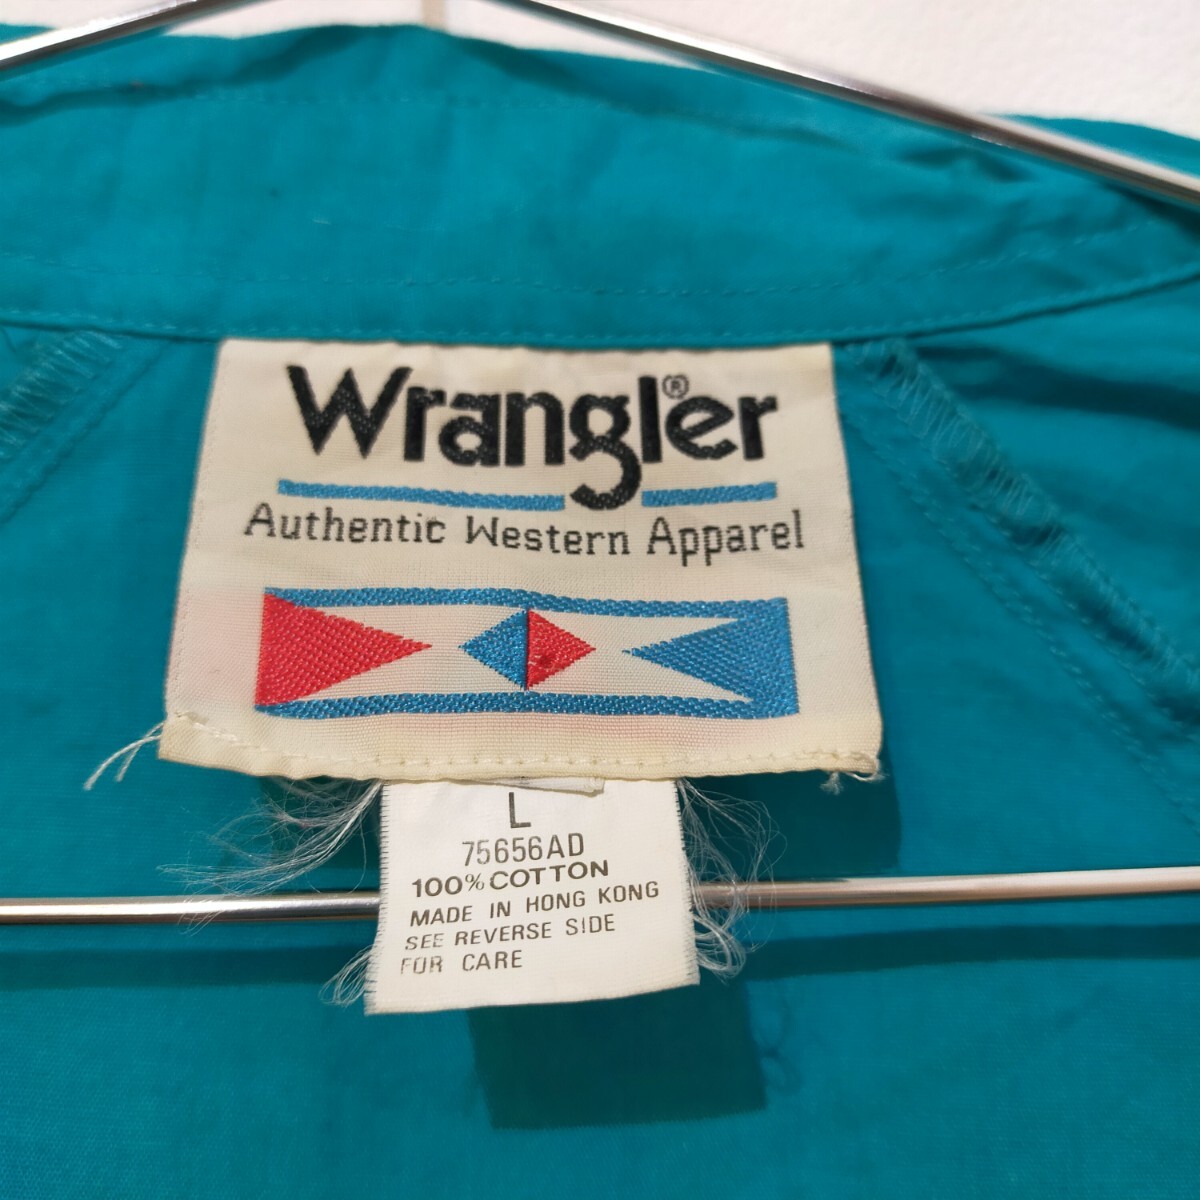 Wrangler®
Authentic Western Apparel
L
75656AD
100% COTTON
MADE IN HONG KONG
SEE REVERSE SIDE
FOR CARE